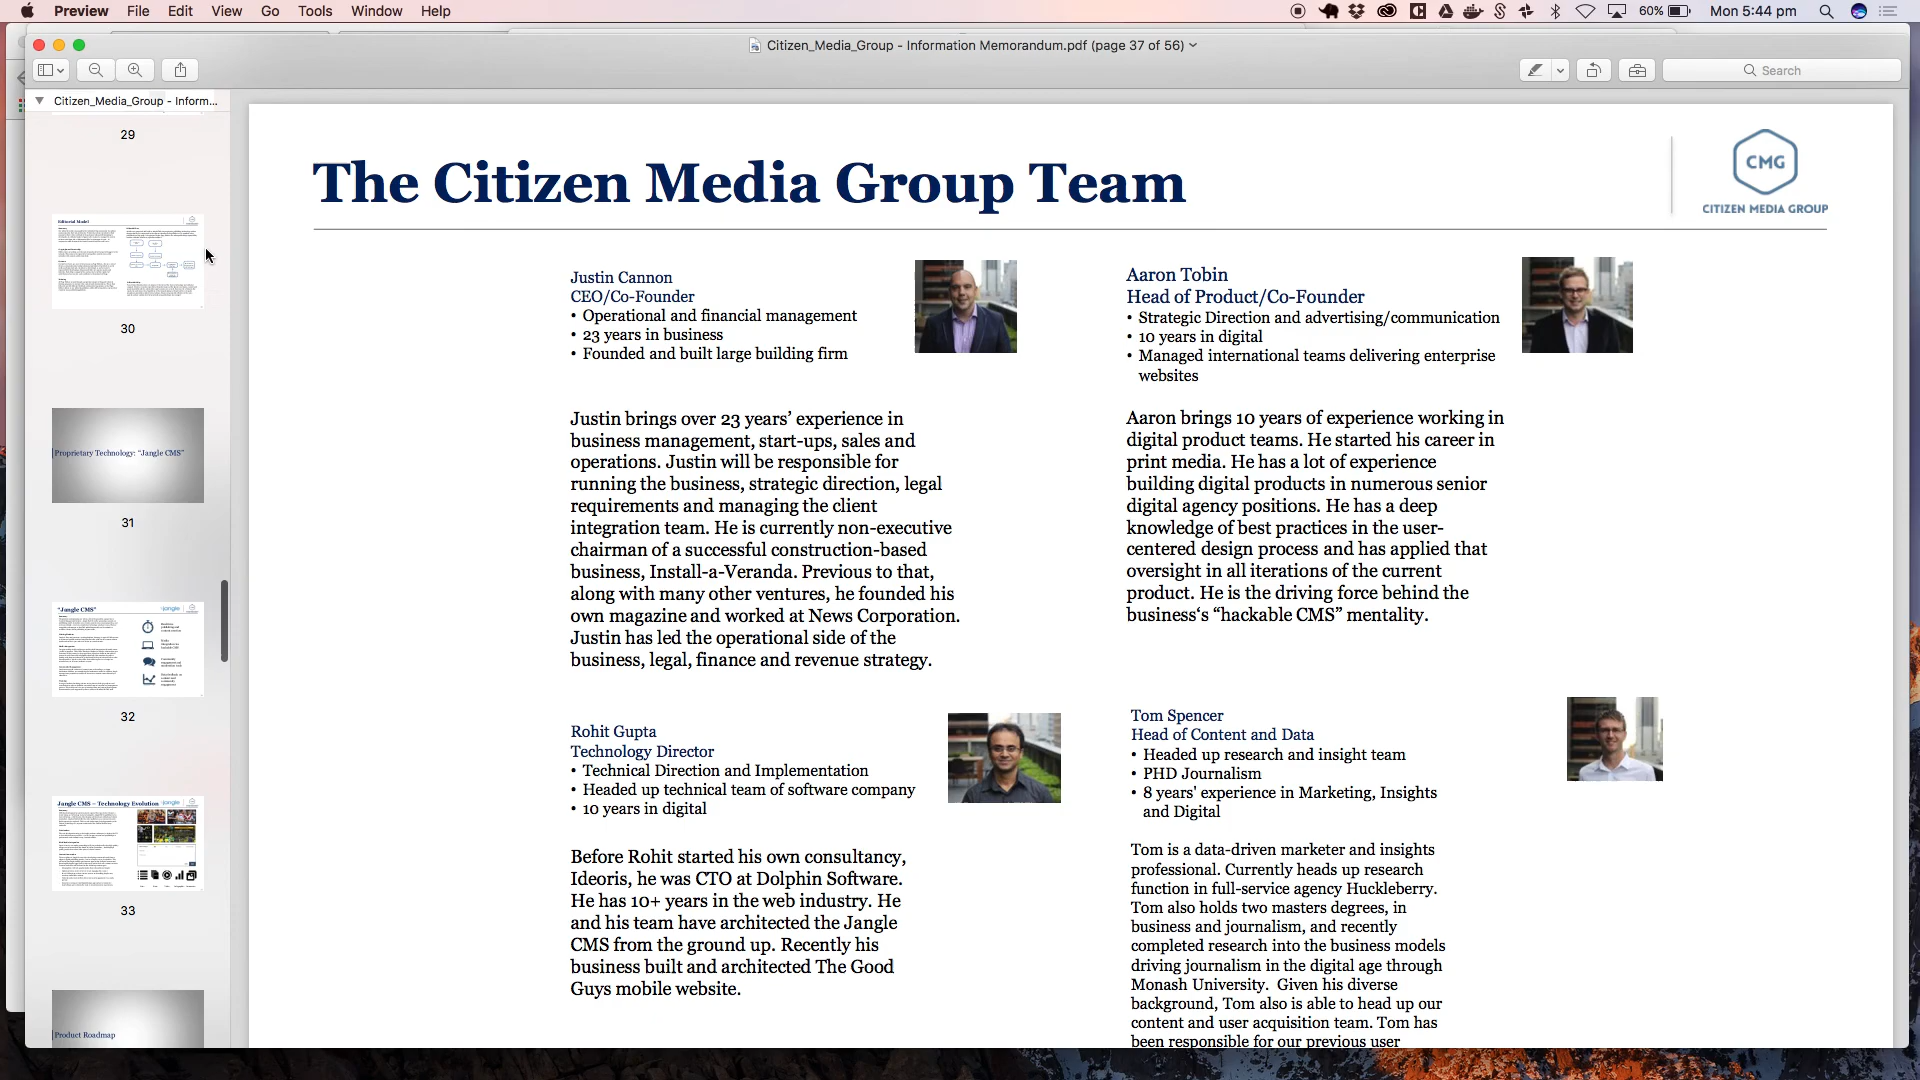 Preview File Edit View Go Tools Window Help
60% Mon 5:44 pm
Citizen_Media_Group - Information Memorandum.pdf (page 37 of 56)
Search
Citizen_Media_Group - Inform...
29
Editorial Model
30
Proprietary Technology: “Jangle CMS”
31
“Jangle CMS”
jangle
32
Jangle CMS – Technology Evolution
jangle
33
Product Roadmap
The Citizen Media Group Team
CMG
CITIZEN MEDIA GROUP
Justin Cannon
CEO/Co-Founder
• Operational and financial management
• 23 years in business
• Founded and built large building firm
Justin brings over 23 years’ experience in
business management, start-ups, sales and
operations. Justin will be responsible for
running the business, strategic direction, legal
requirements and managing the client
integration team. He is currently non-executive
chairman of a successful construction-based
business, Install-a-Veranda. Previous to that,
along with many other ventures, he founded his
own magazine and worked at News Corporation.
Justin has led the operational side of the
business, legal, finance and revenue strategy.
Aaron Tobin
Head of Product/Co-Founder
• Strategic Direction and advertising/communication
• 10 years in digital
• Managed international teams delivering enterprise
websites
Aaron brings 10 years of experience working in
digital product teams. He started his career in
print media. He has a lot of experience
building digital products in numerous senior
digital agency positions. He has a deep
knowledge of best practices in the user-
centered design process and has applied that
oversight in all iterations of the current
product. He is the driving force behind the
business‘s “hackable CMS” mentality.
Rohit Gupta
Technology Director
• Technical Direction and Implementation
• Headed up technical team of software company
• 10 years in digital
Before Rohit started his own consultancy,
Ideoris, he was CTO at Dolphin Software.
He has 10+ years in the web industry. He
and his team have architected the Jangle
CMS from the ground up. Recently his
business built and architected The Good
Guys mobile website.
Tom Spencer
Head of Content and Data
• Headed up research and insight team
• PHD Journalism
• 8 years' experience in Marketing, Insights
and Digital
Tom is a data-driven marketer and insights
professional. Currently heads up research
function in full-service agency Huckleberry.
Tom also holds two masters degrees, in
business and journalism, and recently
completed research into the business models
driving journalism in the digital age through
Monash University. Given his diverse
background, Tom also is able to head up our
content and user acquisition team. Tom has
been responsible for our previous user